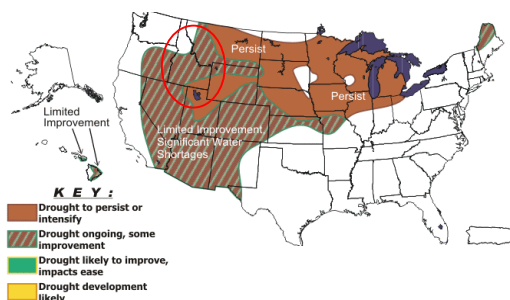 Persist
Persist
Limited
Improvement
Limited Improvement,
Significant Water
Shortages
K E Y :
Drought to persist or
intensify
Drought ongoing, some
improvement
Drought likely to improve,
impacts ease
Drought development
likely